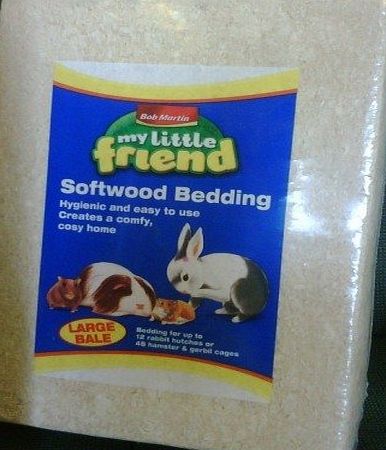 Bob Martin
my little
friend
Softwood Bedding
Hygienic and easy to use
Creates a comfy,
cosy home
LARGE
BALE
Bedding for up to
12 rabbit hutches or
48 hamster & gerbil cages